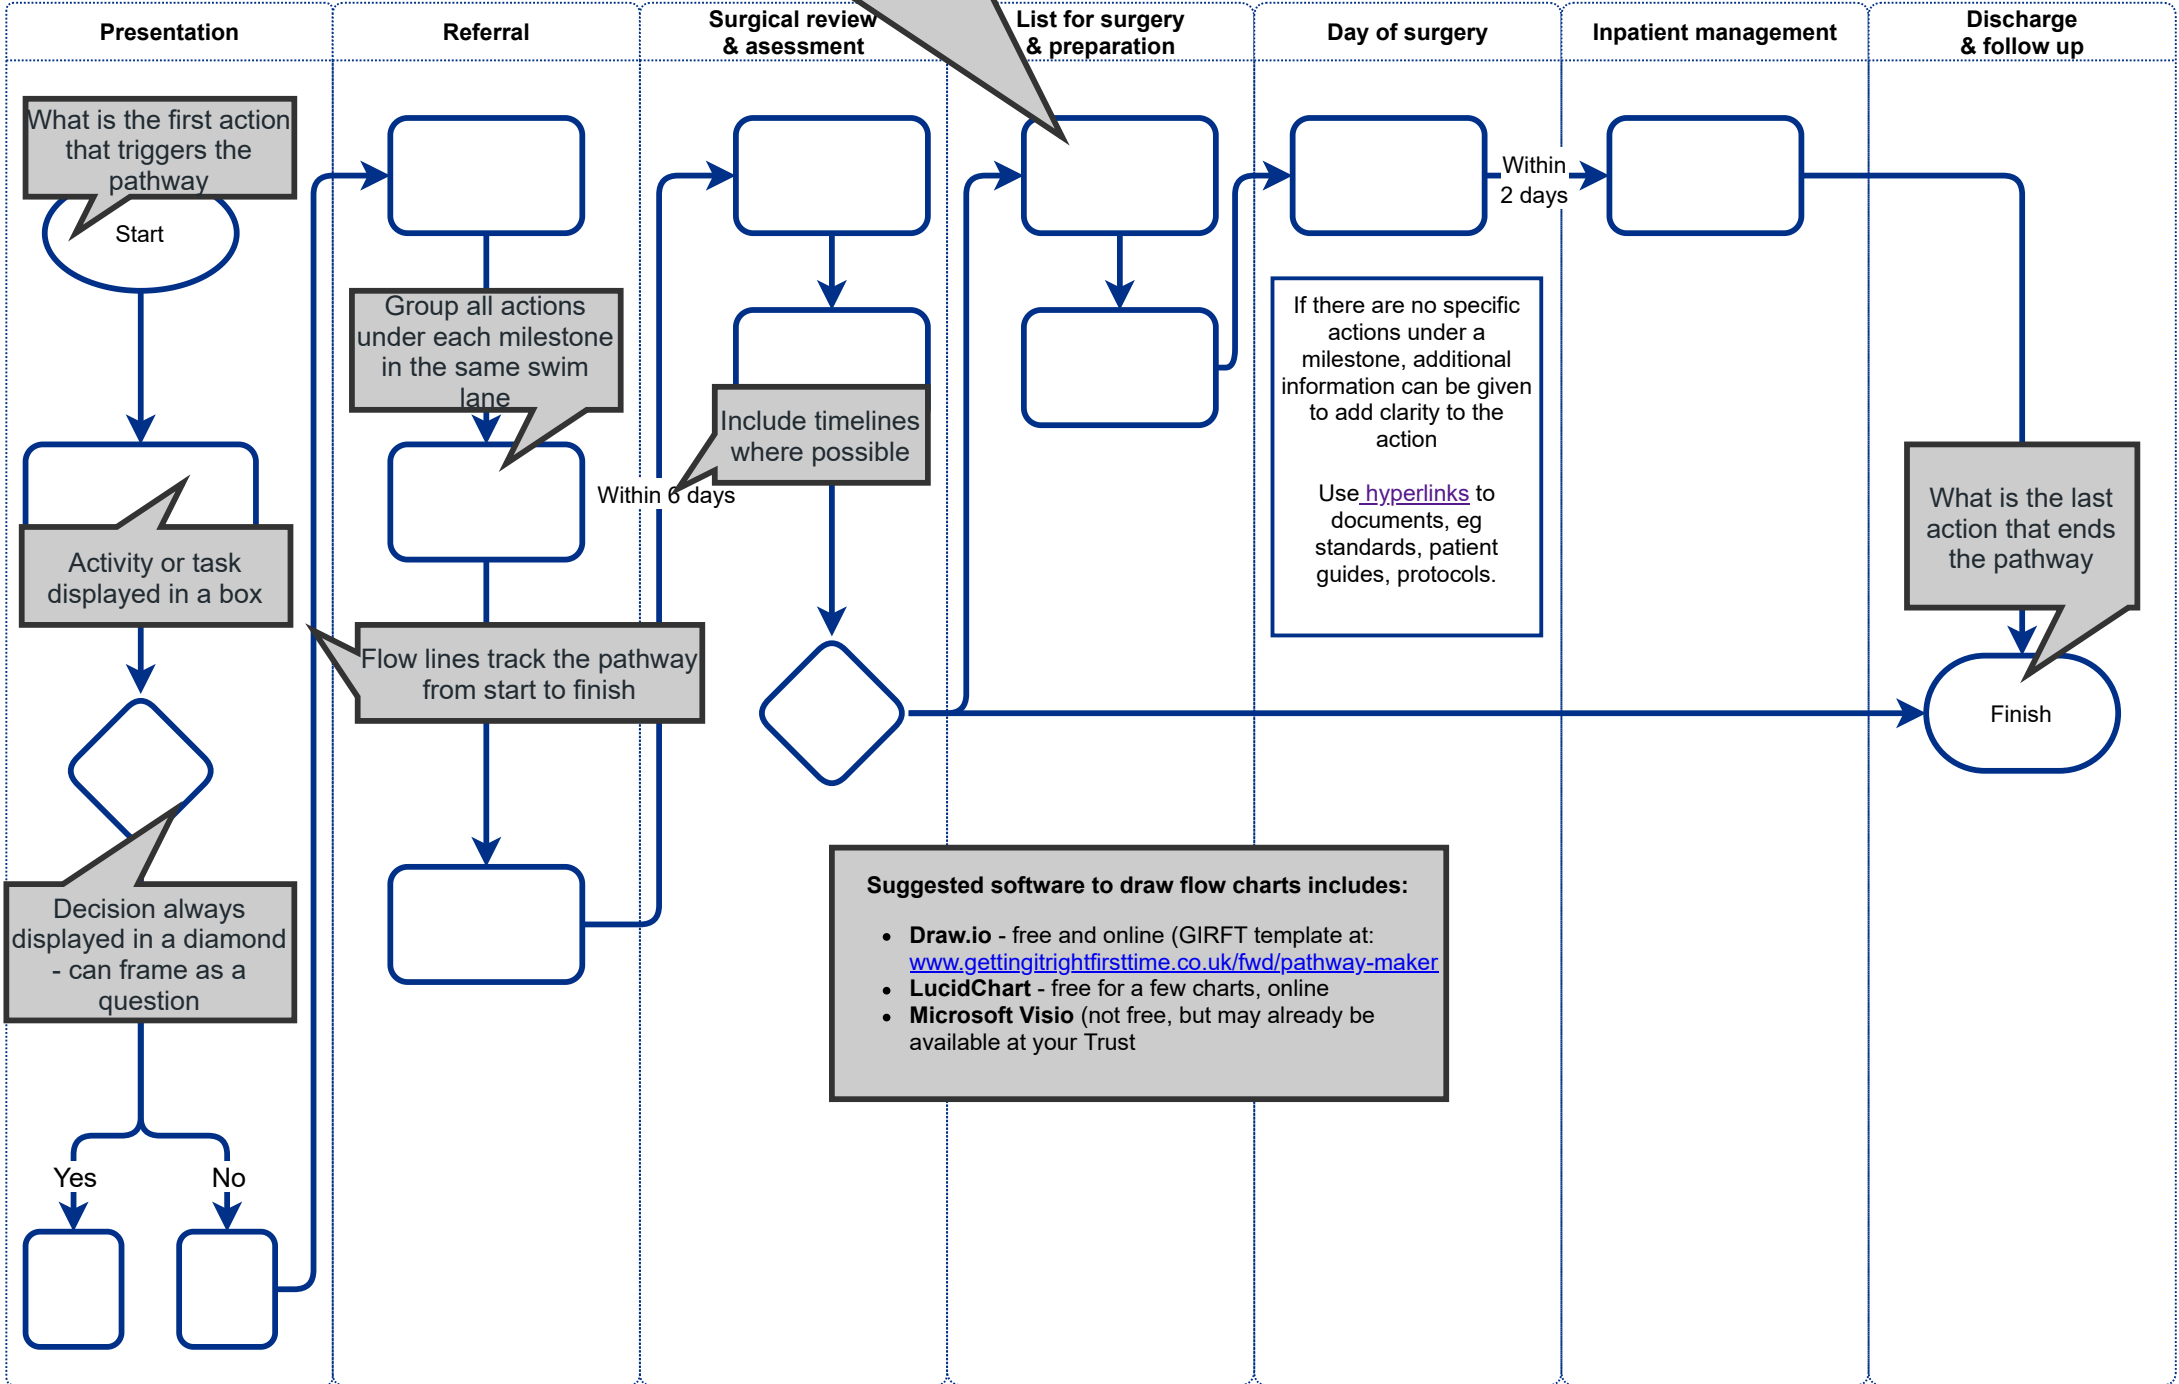 Presentation
Referral
Surgical review
& asessment
List for surgery
& preparation
Day of surgery
Inpatient management
Discharge
& follow up
What is the first action
that triggers the
pathway
Start
Activity or task
displayed in a box
Decision always
displayed in a diamond
- can frame as a
question
Yes
No
Group all actions
under each milestone
in the same swim
lane
Flow lines track the pathway
from start to finish
Within 6 days
Include timelines
where possible
Within
2 days
If there are no specific
actions under a
milestone, additional
information can be given
to add clarity to the
action
Use hyperlinks to
documents, eg
standards, patient
guides, protocols.
What is the last
action that ends
the pathway
Finish
Suggested software to draw flow charts includes:
• Draw.io - free and online (GIRFT template at:
www.gettingitrightfirsttime.co.uk/fwd/pathway-maker
• LucidChart - free for a few charts, online
• Microsoft Visio (not free, but may already be
available at your Trust